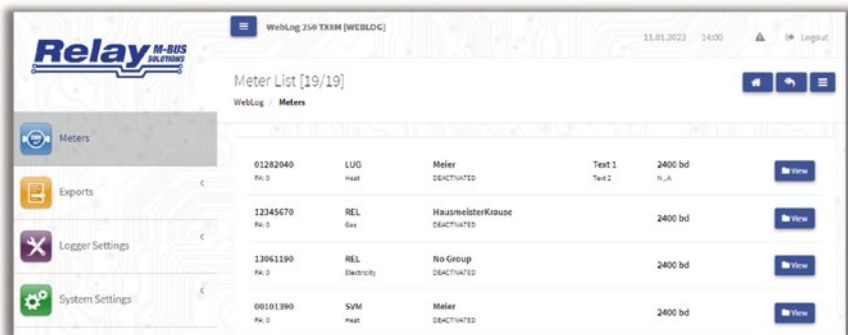 Relay M-BUS
SOLUTIONS
WebLog 250 TXNM [WEBLOG]
11.01.2023 14:00 Logout
Meter List [19/19]
WebLog / Meters
Meters
Exports
Logger Settings
System Settings
01282040 LUG Meier Text 1 2400 bd View
PA: 0 Heat DEACTIVATED Text 2 N,A
12345670 REL HausmeisterKrause 2400 bd View
PA: 0 Gas DEACTIVATED
13061190 REL No Group 2400 bd View
PA: 0 Electricity DEACTIVATED
00101390 SVM Meier 2400 bd View
PA: 0 Heat DEACTIVATED